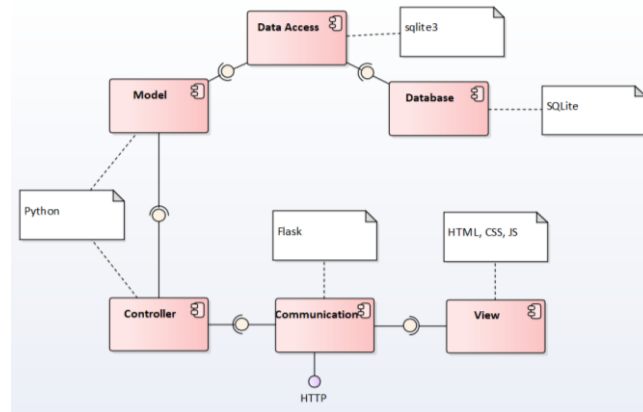 Data Access
sqlite3
Model
Database
SQLite
Python
Flask
HTML, CSS, JS
Controller
Communication
View
HTTP